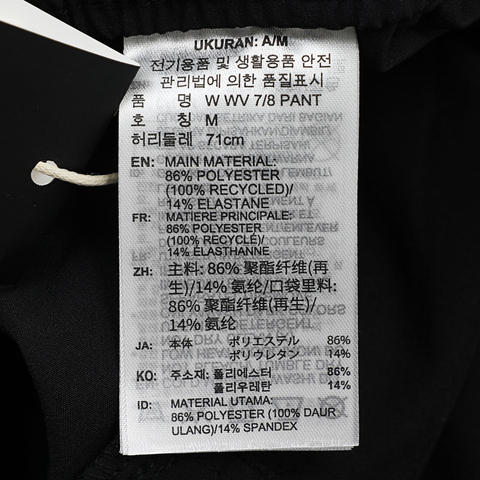 UKURAN: A/M
전기용품 및 생활용품 안전
관리법에 의한 품질표시
품 명 W WV 7/8 PANT
호 칭 M
허리둘레 71cm
EN: MAIN MATERIAL:
86% POLYESTER
(100% RECYCLED)/
14% ELASTANE
FR: MATIERE PRINCIPALE:
86% POLYESTER
(100% RECYCLÉ)/
14% ÉLASTHANNE
ZH: 主料: 86% 聚酯纤维(再
生)/14% 氨纶/口袋里料:
86% 聚酯纤维(再生)/
14% 氨纶
JA: 本体 ポリエステル 86%
ポリウレタン 14%
KO: 주소재: 폴리에스터 86%
폴리우레탄 14%
ID: MATERIAL UTAMA:
86% POLYESTER (100% DAUR
ULANG)/14% SPANDEX